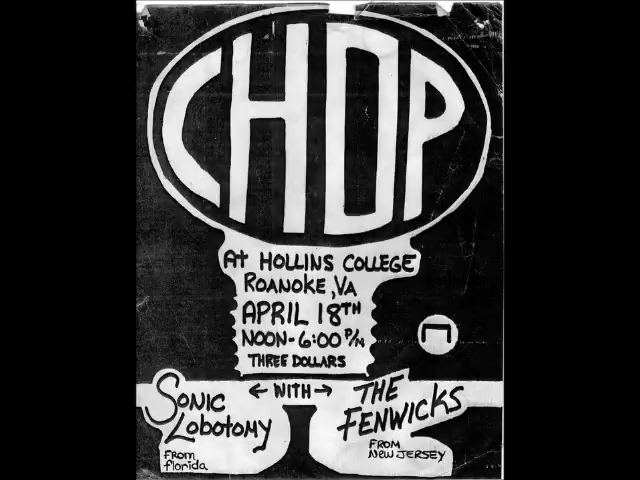 CHOP
At HOLLINS COLLEGE
ROANOKE, VA
APRIL 18TH
NOON-6:00 P/M
THREE DOLLARS
← WITH →
SONIC
LobotoMY
FROM
florida
THE
FENWICKS
FROM
NEW JERSEY